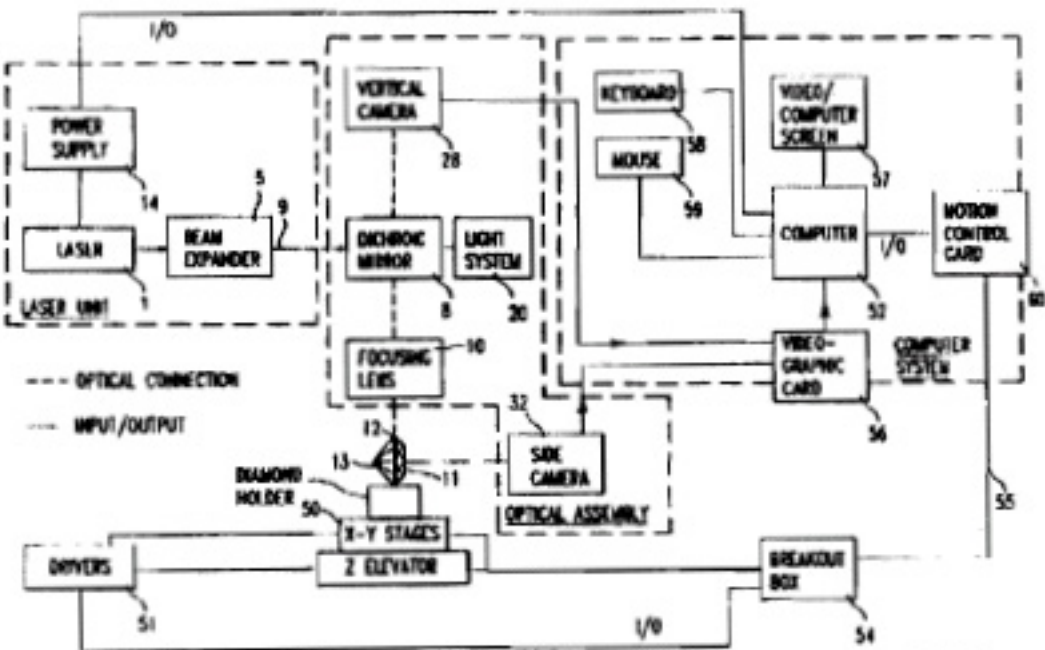 I/O
POWER SUPPLY
14
LASER
1
LASER UNIT
5
BEAM EXPANDER
9
VERTICAL CAMERA
28
DICHROIC MIRROR
8
LIGHT SYSTEM
20
FOCUSING LENS
10
KEYBOARD
58
MOUSE
59
VIDEO/ COMPUTER SCREEN
57
COMPUTER
52
I/O
MOTION CONTROL CARD
VIDEO- GRAPHIC CARD
56
COMPUTER SYSTEM
OPTICAL CONNECTION
INPUT/OUTPUT
12
13
11
32
SIDE CAMERA
OPTICAL ASSEMBLY
DIAMOND HOLDER
50
X-Y STAGES
Z ELEVATOR
DRIVERS
51
I/O
BREAKOUT BOX
54
55